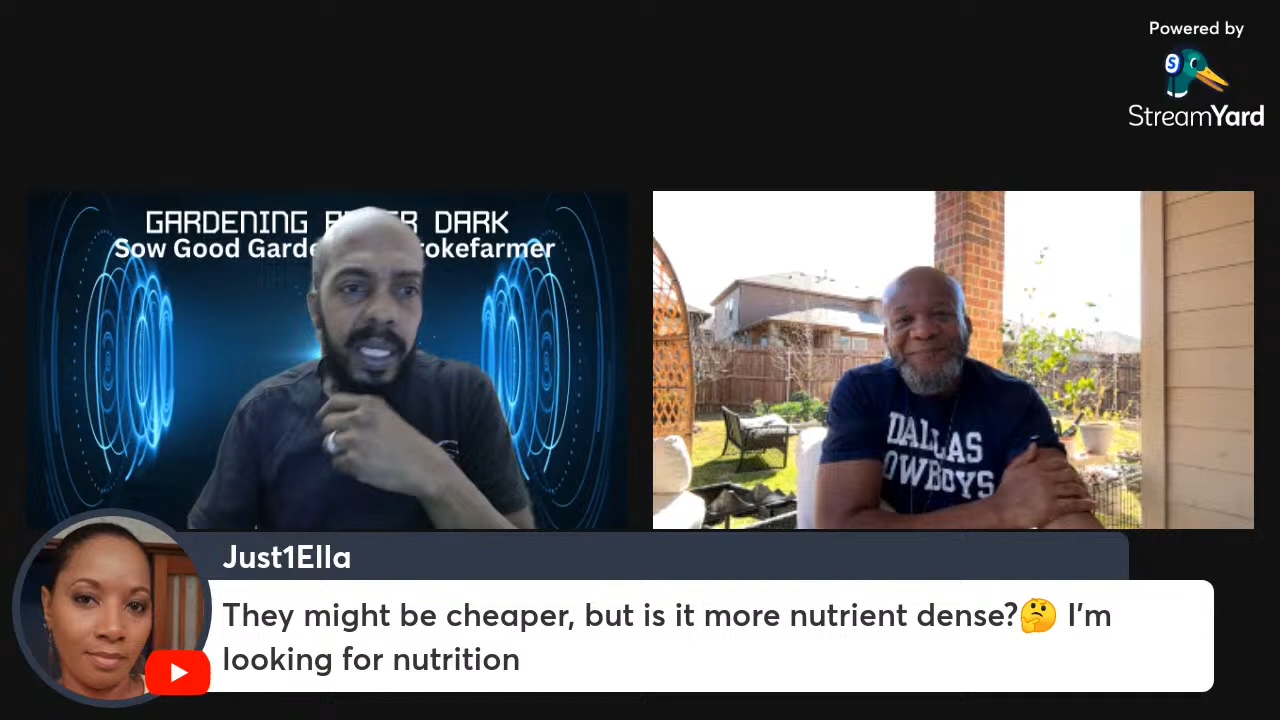 Powered by
S
StreamYard
GARDENING DARK
Sow Good Garde rokefarmer
DALLAS
COWBOYS
Just1Ella
They might be cheaper, but is it more nutrient dense?🤔 I'm
looking for nutrition